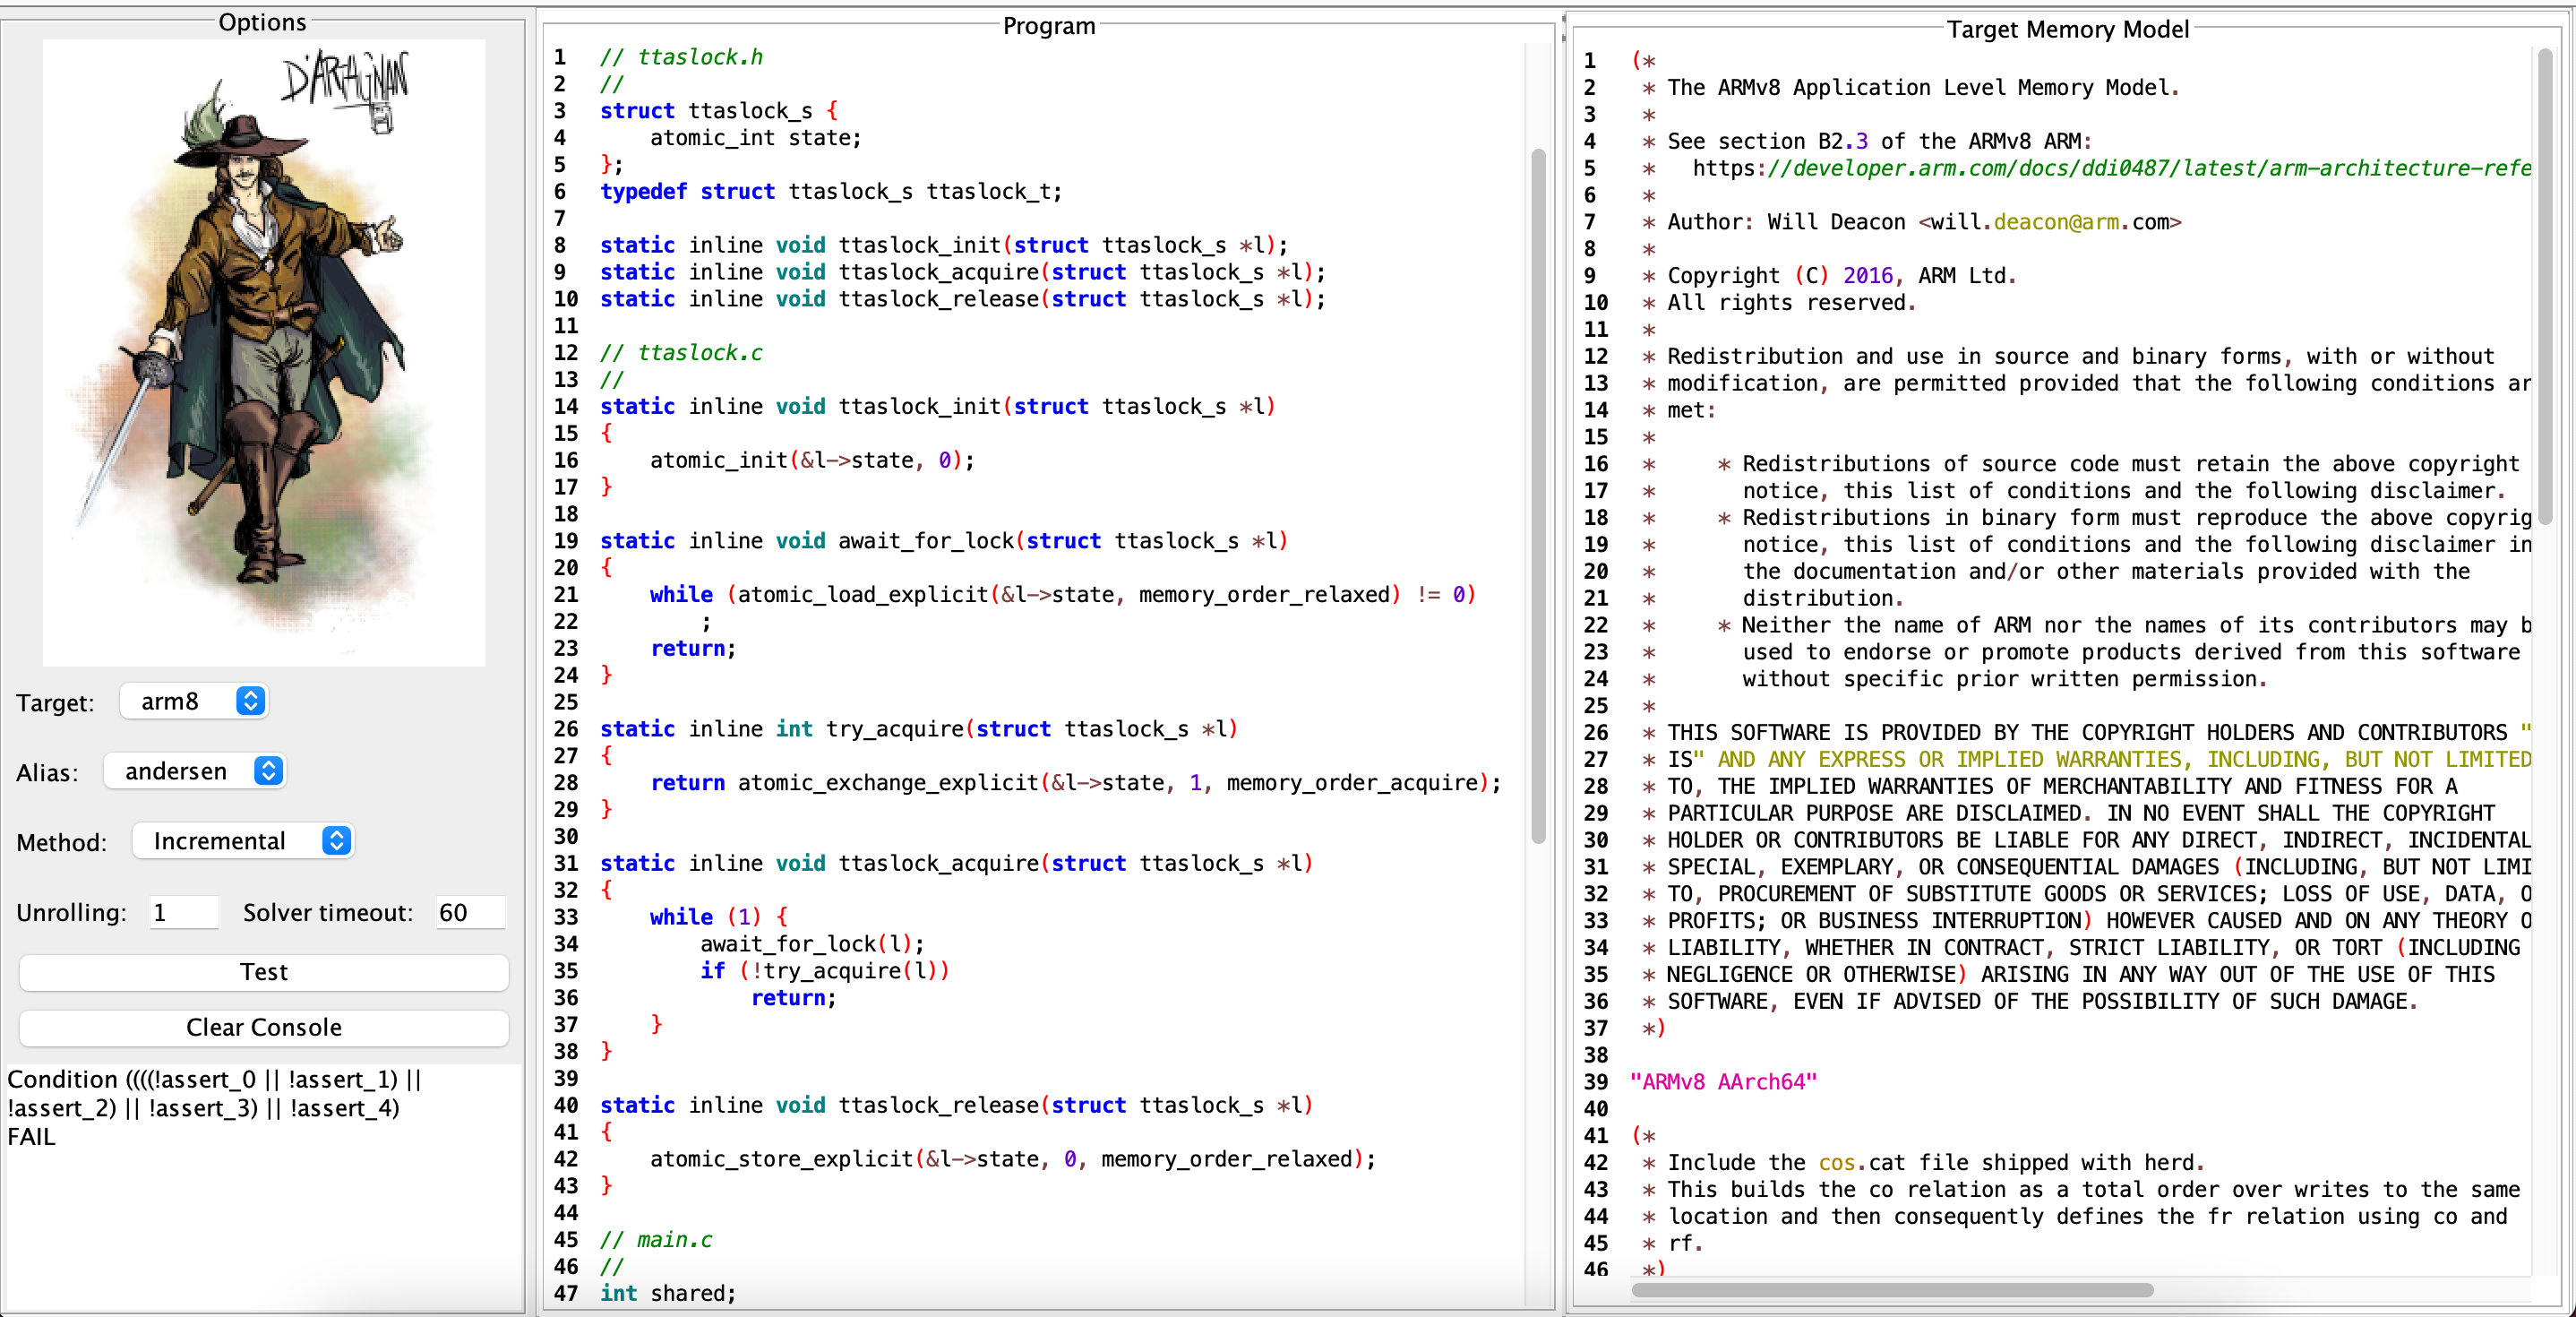 Options
D'ARTAGNAN
Target: arm8
Alias: andersen
Method: Incremental
Unrolling: 1 Solver timeout: 60
Test
Clear Console
Condition ((((!assert_0 || !assert_1) ||
!assert_2) || !assert_3) || !assert_4)
FAIL
Program
1 // ttaslock.h
2 //
3 struct ttaslock_s {
4 atomic_int state;
5 };
6 typedef struct ttaslock_s ttaslock_t;
7
8 static inline void ttaslock_init(struct ttaslock_s *l);
9 static inline void ttaslock_acquire(struct ttaslock_s *l);
10 static inline void ttaslock_release(struct ttaslock_s *l);
11
12 // ttaslock.c
13 //
14 static inline void ttaslock_init(struct ttaslock_s *l)
15 {
16 atomic_init(&l->state, 0);
17 }
18
19 static inline void await_for_lock(struct ttaslock_s *l)
20 {
21 while (atomic_load_explicit(&l->state, memory_order_relaxed) != 0)
22 ;
23 return;
24 }
25
26 static inline int try_acquire(struct ttaslock_s *l)
27 {
28 return atomic_exchange_explicit(&l->state, 1, memory_order_acquire);
29 }
30
31 static inline void ttaslock_acquire(struct ttaslock_s *l)
32 {
33 while (1) {
34 await_for_lock(l);
35 if (!try_acquire(l))
36 return;
37 }
38 }
39
40 static inline void ttaslock_release(struct ttaslock_s *l)
41 {
42 atomic_store_explicit(&l->state, 0, memory_order_relaxed);
43 }
44
45 // main.c
46 //
47 int shared;
Target Memory Model
1 (*
2 * The ARMv8 Application Level Memory Model.
3 *
4 * See section B2.3 of the ARMv8 ARM:
5 * https://developer.arm.com/docs/ddi0487/latest/arm-architecture-refe
6 *
7 * Author: Will Deacon <will.deacon@arm.com>
8 *
9 * Copyright (C) 2016, ARM Ltd.
10 * All rights reserved.
11 *
12 * Redistribution and use in source and binary forms, with or without
13 * modification, are permitted provided that the following conditions ar
14 * met:
15 *
16 * * Redistributions of source code must retain the above copyright
17 * notice, this list of conditions and the following disclaimer.
18 * * Redistributions in binary form must reproduce the above copyrig
19 * notice, this list of conditions and the following disclaimer in
20 * the documentation and/or other materials provided with the
21 * distribution.
22 * * Neither the name of ARM nor the names of its contributors may b
23 * used to endorse or promote products derived from this software
24 * without specific prior written permission.
25 *
26 * THIS SOFTWARE IS PROVIDED BY THE COPYRIGHT HOLDERS AND CONTRIBUTORS "
27 * IS" AND ANY EXPRESS OR IMPLIED WARRANTIES, INCLUDING, BUT NOT LIMITED
28 * TO, THE IMPLIED WARRANTIES OF MERCHANTABILITY AND FITNESS FOR A
29 * PARTICULAR PURPOSE ARE DISCLAIMED. IN NO EVENT SHALL THE COPYRIGHT
30 * HOLDER OR CONTRIBUTORS BE LIABLE FOR ANY DIRECT, INDIRECT, INCIDENTAL
31 * SPECIAL, EXEMPLARY, OR CONSEQUENTIAL DAMAGES (INCLUDING, BUT NOT LIMI
32 * TO, PROCUREMENT OF SUBSTITUTE GOODS OR SERVICES; LOSS OF USE, DATA, O
33 * PROFITS; OR BUSINESS INTERRUPTION) HOWEVER CAUSED AND ON ANY THEORY O
34 * LIABILITY, WHETHER IN CONTRACT, STRICT LIABILITY, OR TORT (INCLUDING
35 * NEGLIGENCE OR OTHERWISE) ARISING IN ANY WAY OUT OF THE USE OF THIS
36 * SOFTWARE, EVEN IF ADVISED OF THE POSSIBILITY OF SUCH DAMAGE.
37 *)
38
39 "ARMv8 AArch64"
40
41 (*
42 * Include the cos.cat file shipped with herd.
43 * This builds the co relation as a total order over writes to the same
44 * location and then consequently defines the fr relation using co and
45 * rf.
46 *)